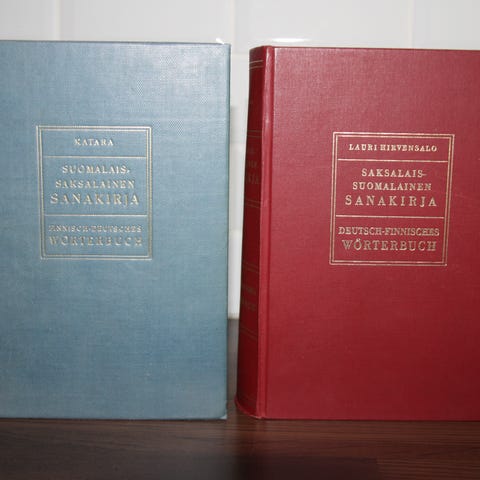 KATARA
SUOMALAIS-
SAKSALAINEN
SANAKIRJA
FINNISCH-DEUTSCHES
WÖRTERBUCH
LAURI HIRVENSALO
SAKSALAIS-
SUOMALAINEN
SANAKIRJA
DEUTSCH-FINNISCHES
WÖRTERBUCH